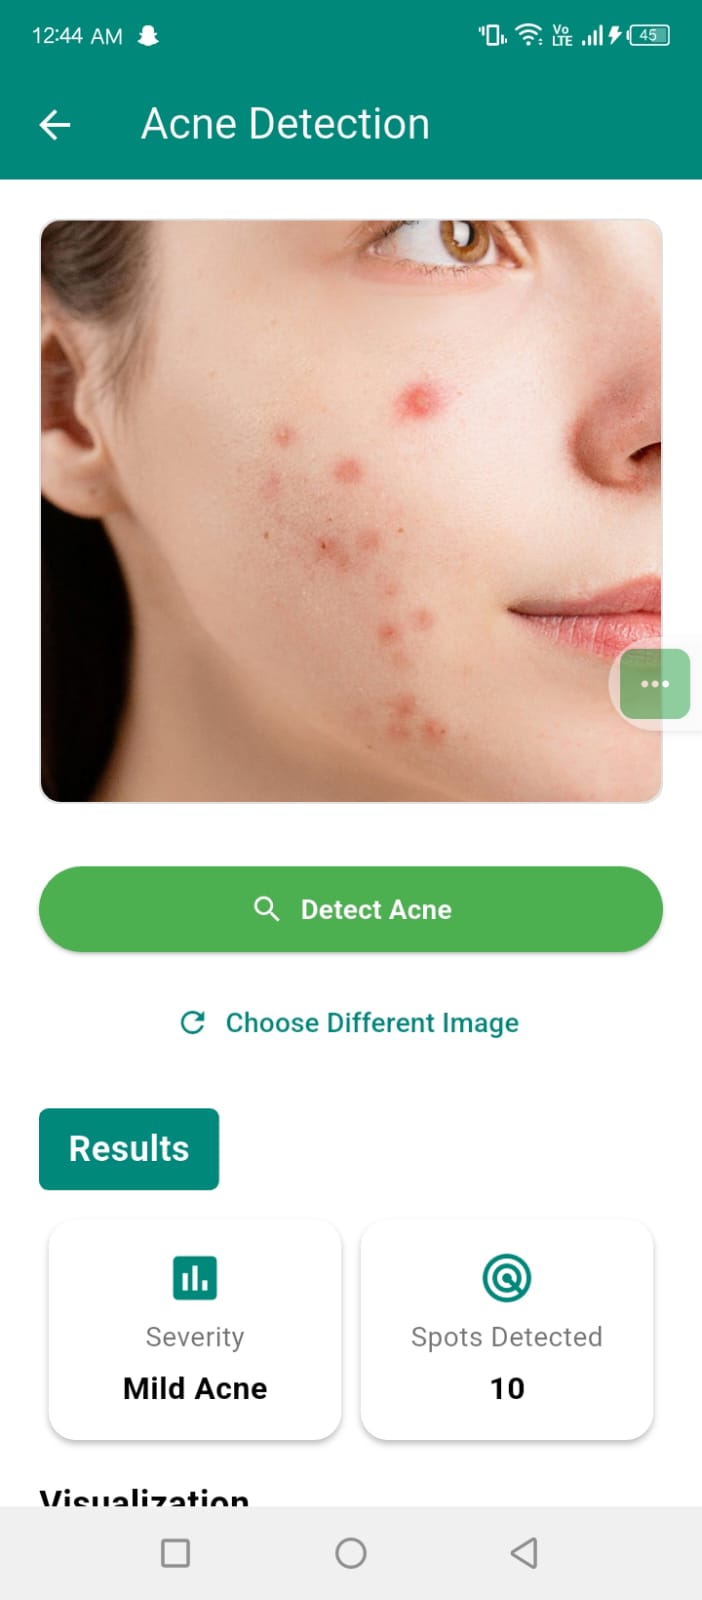 12:44 AM Vo LTE 45
Acne Detection
Detect Acne
Choose Different Image
Results
Severity
Mild Acne
Spots Detected
10
Visualization